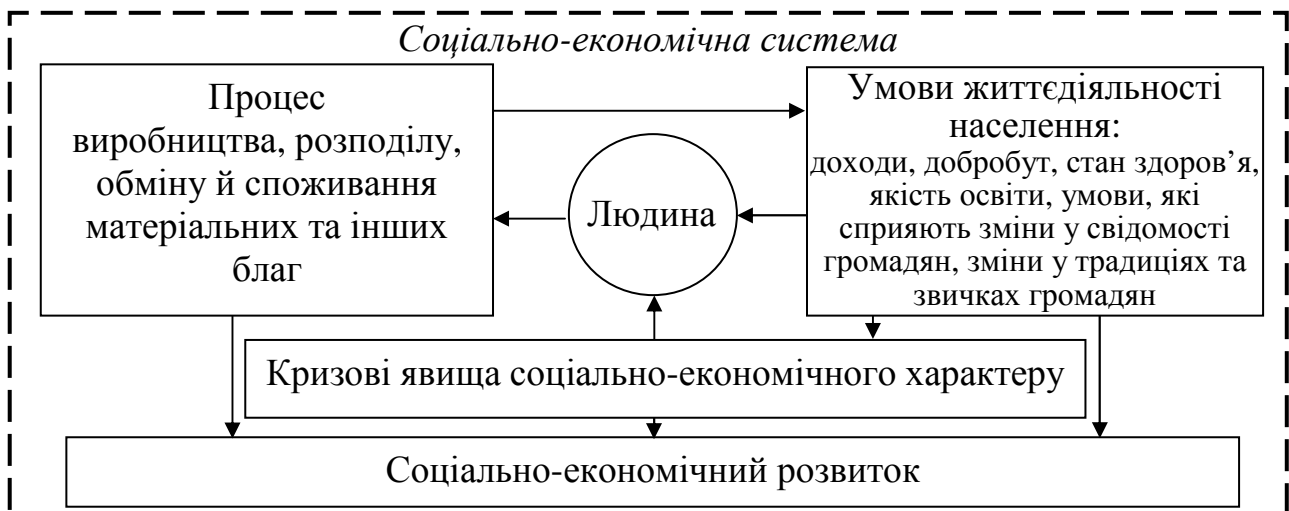 Соціально-економічна система
Процес
виробництва, розподілу,
обміну й споживання
матеріальних та інших
благ
Людина
Умови життєдіяльності
населення:
доходи, добробут, стан здоров’я,
якість освіти, умови, які
сприяють зміни у свідомості
громадян, зміни у традиціях та
звичках громадян
Кризові явища соціально-економічного характеру
Соціально-економічний розвиток